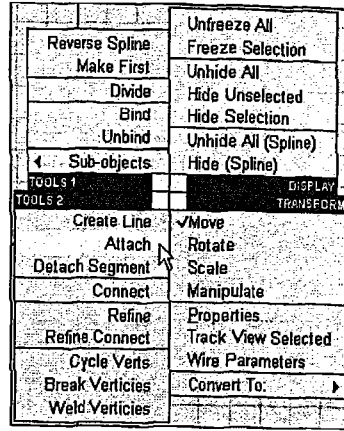 Reverse Spline
Make First
Divide
Bind
Unbind
Sub-objects
TOOLS 1
Unfreeze All
Freeze Selection
Unhide All
Hide Unselected
Hide Selection
Unhide All (Spline)
Hide (Spline)
DISPLAY
TOOLS 2
Create Line
Attach
Detach Segment
Connect
Refine
Refine Connect
Cycle Verts
Break Verticies
Weld Verticies
TRANSFORM
✓Move
Rotate
Scale
Manipulate
Properties...
Track View Selected
Wire Parameters
Convert To: